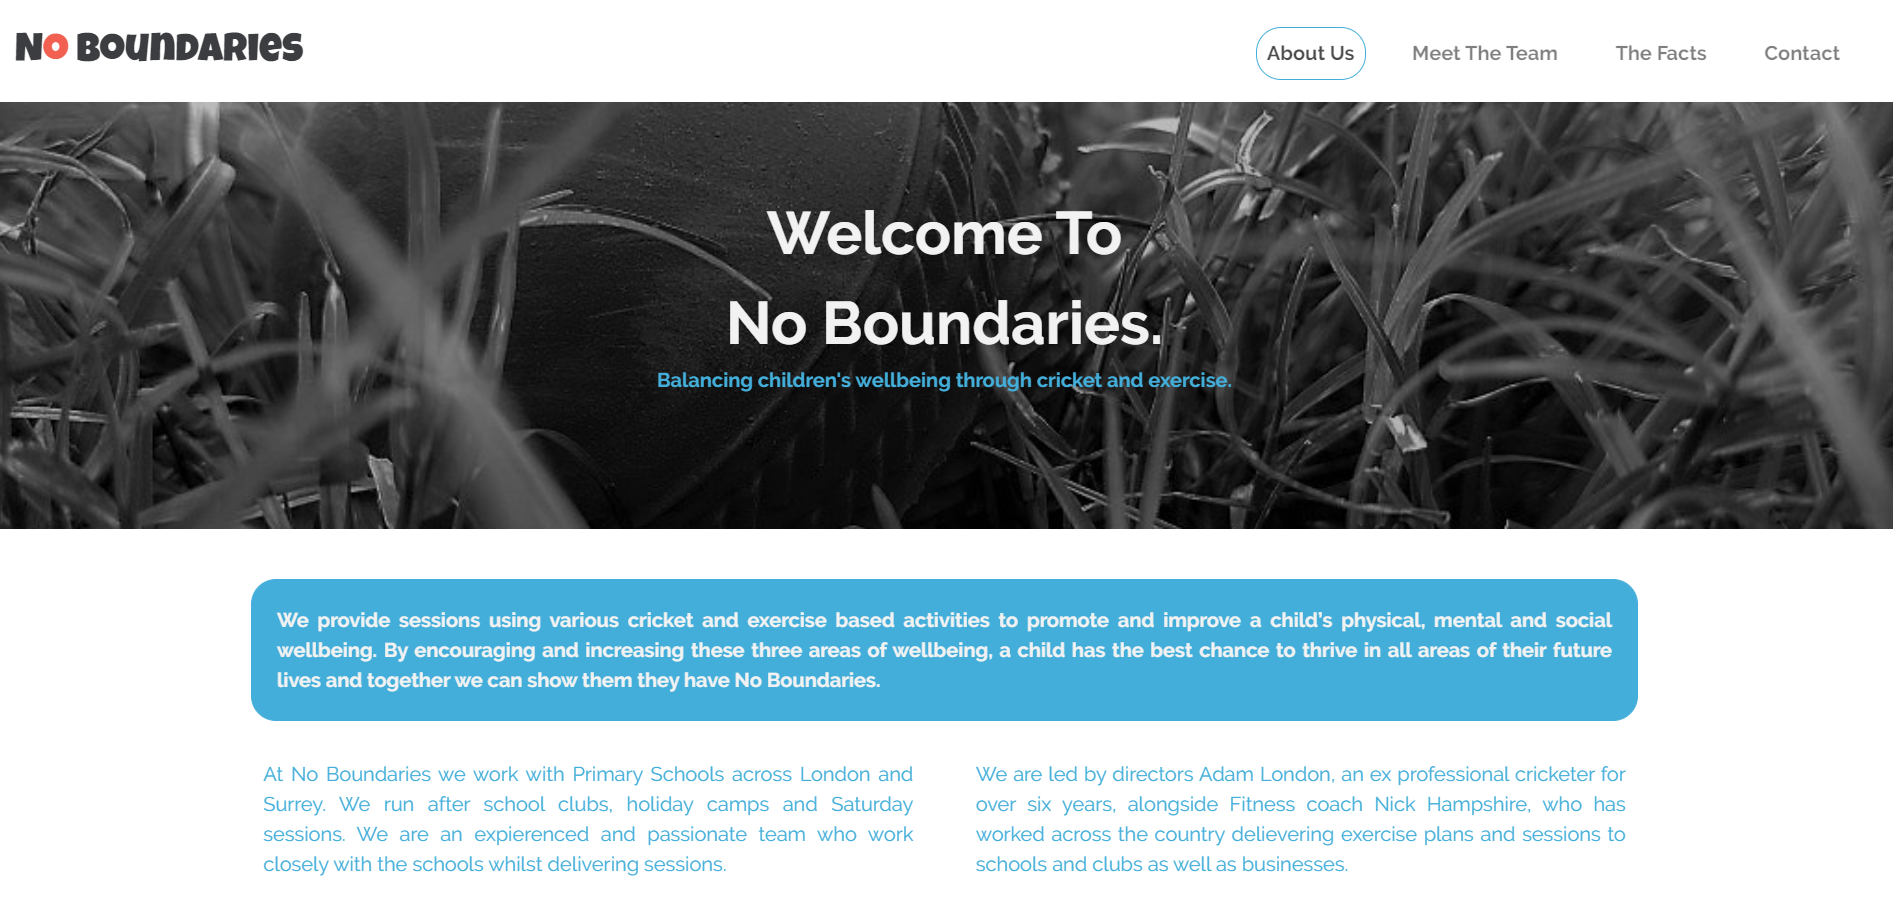 No Boundaries
About Us
Meet The Team
The Facts
Contact
Welcome To
No Boundaries.
Balancing children's wellbeing through cricket and exercise.
We provide sessions using various cricket and exercise based activities to promote and improve a child's physical, mental and social
wellbeing. By encouraging and increasing these three areas of wellbeing, a child has the best chance to thrive in all areas of their future
lives and together we can show them they have No Boundaries.
At No Boundaries we work with Primary Schools across London and
Surrey. We run after school clubs, holiday camps and Saturday
sessions. We are an expierenced and passionate team who work
closely with the schools whilst delivering sessions.
We are led by directors Adam London, an ex professional cricketer for
over six years, alongside Fitness coach Nick Hampshire, who has
worked across the country delievering exercise plans and sessions to
schools and clubs as well as businesses.